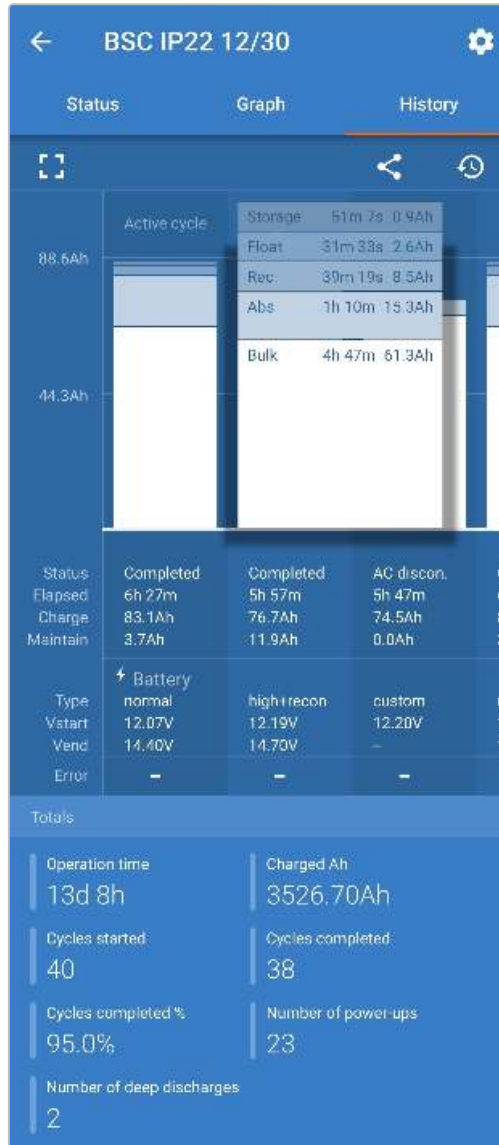 BSC IP22 12/30
Status Graph History
Active cycle
Storage 51m 7s 0.9Ah
Float 31m 33s 2.6Ah
88.6Ah
Rec 39m 19s 8.5Ah
Abs 1h 10m 15.3Ah
Bulk 4h 47m 61.3Ah
44.3Ah
Status Completed Completed AC discon.
Elapsed 6h 27m 5h 57m 5h 47m
Charge 83.1Ah 76.7Ah 74.5Ah
Maintain 3.7Ah 11.9Ah 0.0Ah
Battery
Type normal high+recon custom
Vstart 12.07V 12.19V 12.20V
Vend 14.40V 14.70V -
Error - - -
Totals
Operation time Charged Ah
13d 8h 3526.70Ah
Cycles started Cycles completed
40 38
Cycles completed % Number of power-ups
95.0% 23
Number of deep discharges
2